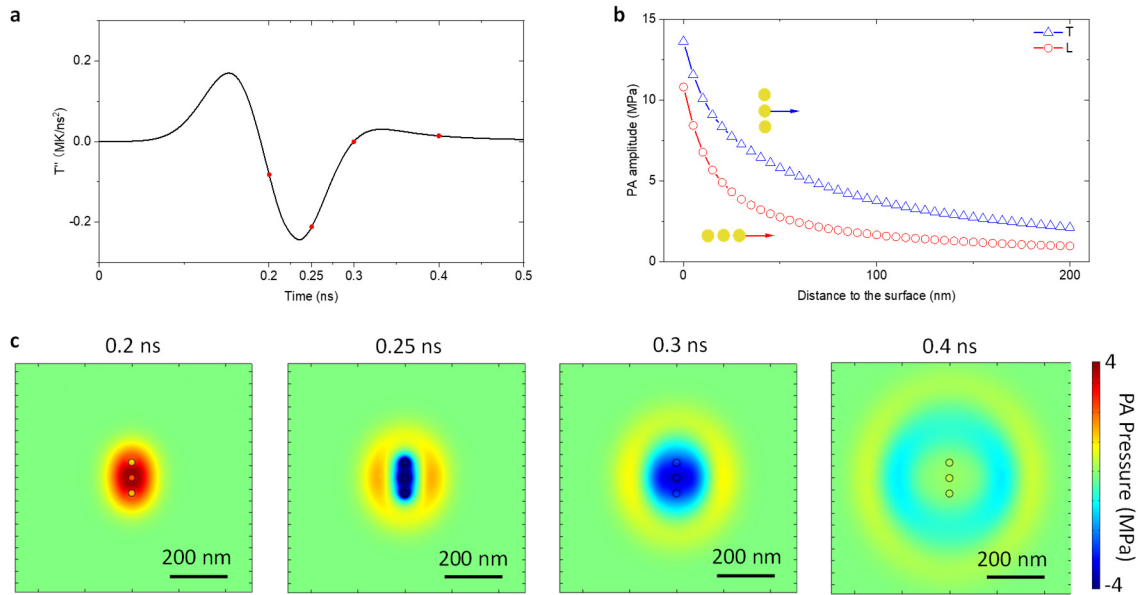 a
T'' (MK/ns²)
0.2
0.0
-0.2
0
0.2
0.25
0.3
0.4
0.5
Time (ns)
b
PA amplitude (MPa)
15
10
5
0
T
L
0
100
200
Distance to the surface (nm)
c
0.2 ns
0.25 ns
0.3 ns
0.4 ns
200 nm
200 nm
200 nm
200 nm
4
-4
PA Pressure (MPa)